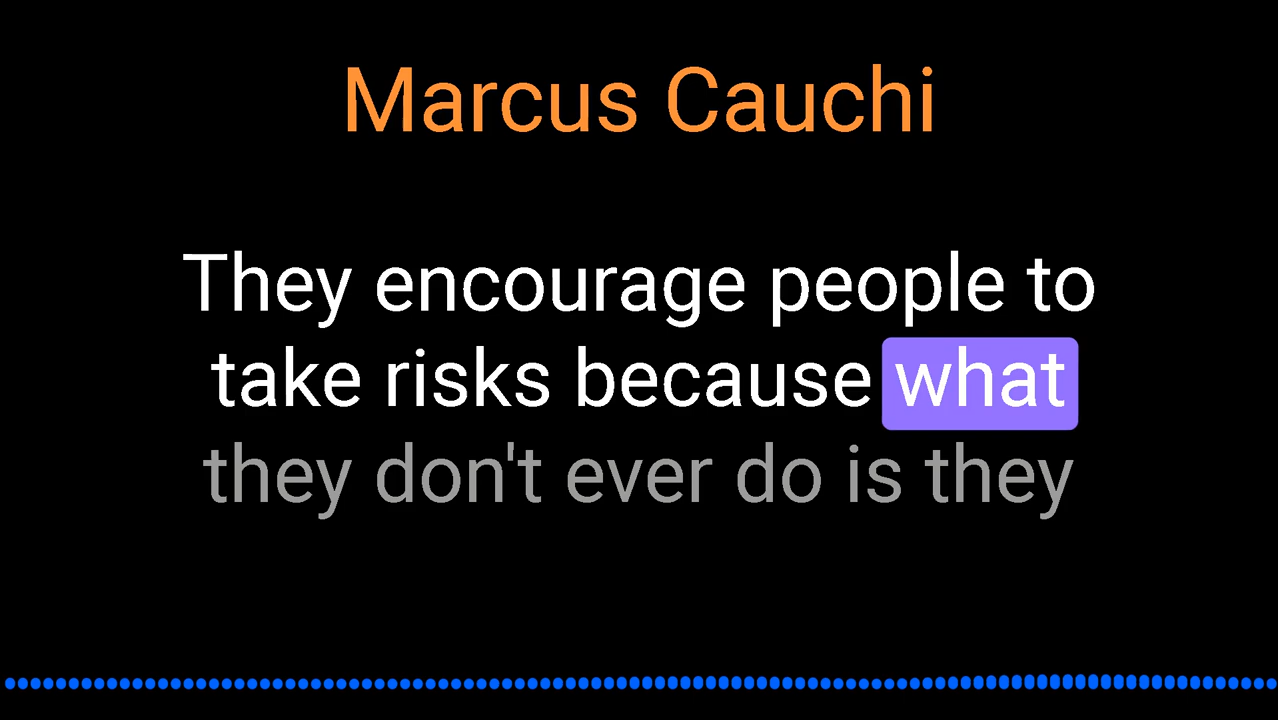 Marcus Cauchi
They encourage people to
take risks because what
they don't ever do is they